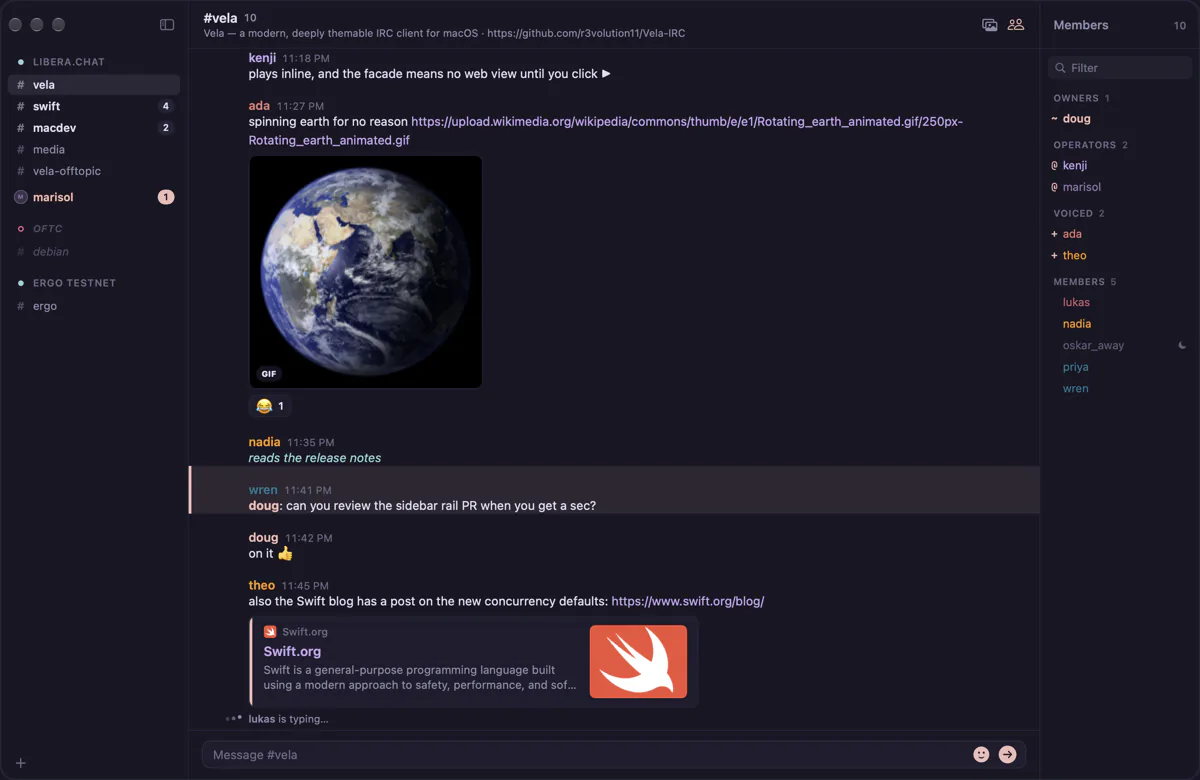 LIBERA.CHAT
# vela
# swift 4
# macdev 2
# media
# vela-offtopic
M marisol 1
OFTC
# debian
ERGO TESTNET
# ergo
+
#vela 10
Vela — a modern, deeply themable IRC client for macOS · https://github.com/r3volution11/Vela-IRC
kenji 11:18 PM
plays inline, and the facade means no web view until you click ▶
ada 11:27 PM
spinning earth for no reason https://upload.wikimedia.org/wikipedia/commons/thumb/e/e1/Rotating_earth_animated.gif/250px-
Rotating_earth_animated.gif
GIF
😂 1
nadia 11:35 PM
reads the release notes
wren 11:41 PM
doug: can you review the sidebar rail PR when you get a sec?
doug 11:42 PM
on it 👍
theo 11:45 PM
also the Swift blog has a post on the new concurrency defaults: https://www.swift.org/blog/
Swift.org
Swift.org
Swift is a general-purpose programming language built
using a modern approach to safety, performance, and sof...
lukas is typing...
Message #vela
Members 10
Filter
OWNERS 1
~ doug
OPERATORS 2
@ kenji
@ marisol
VOICED 2
+ ada
+ theo
MEMBERS 5
lukas
nadia
oskar_away
priya
wren